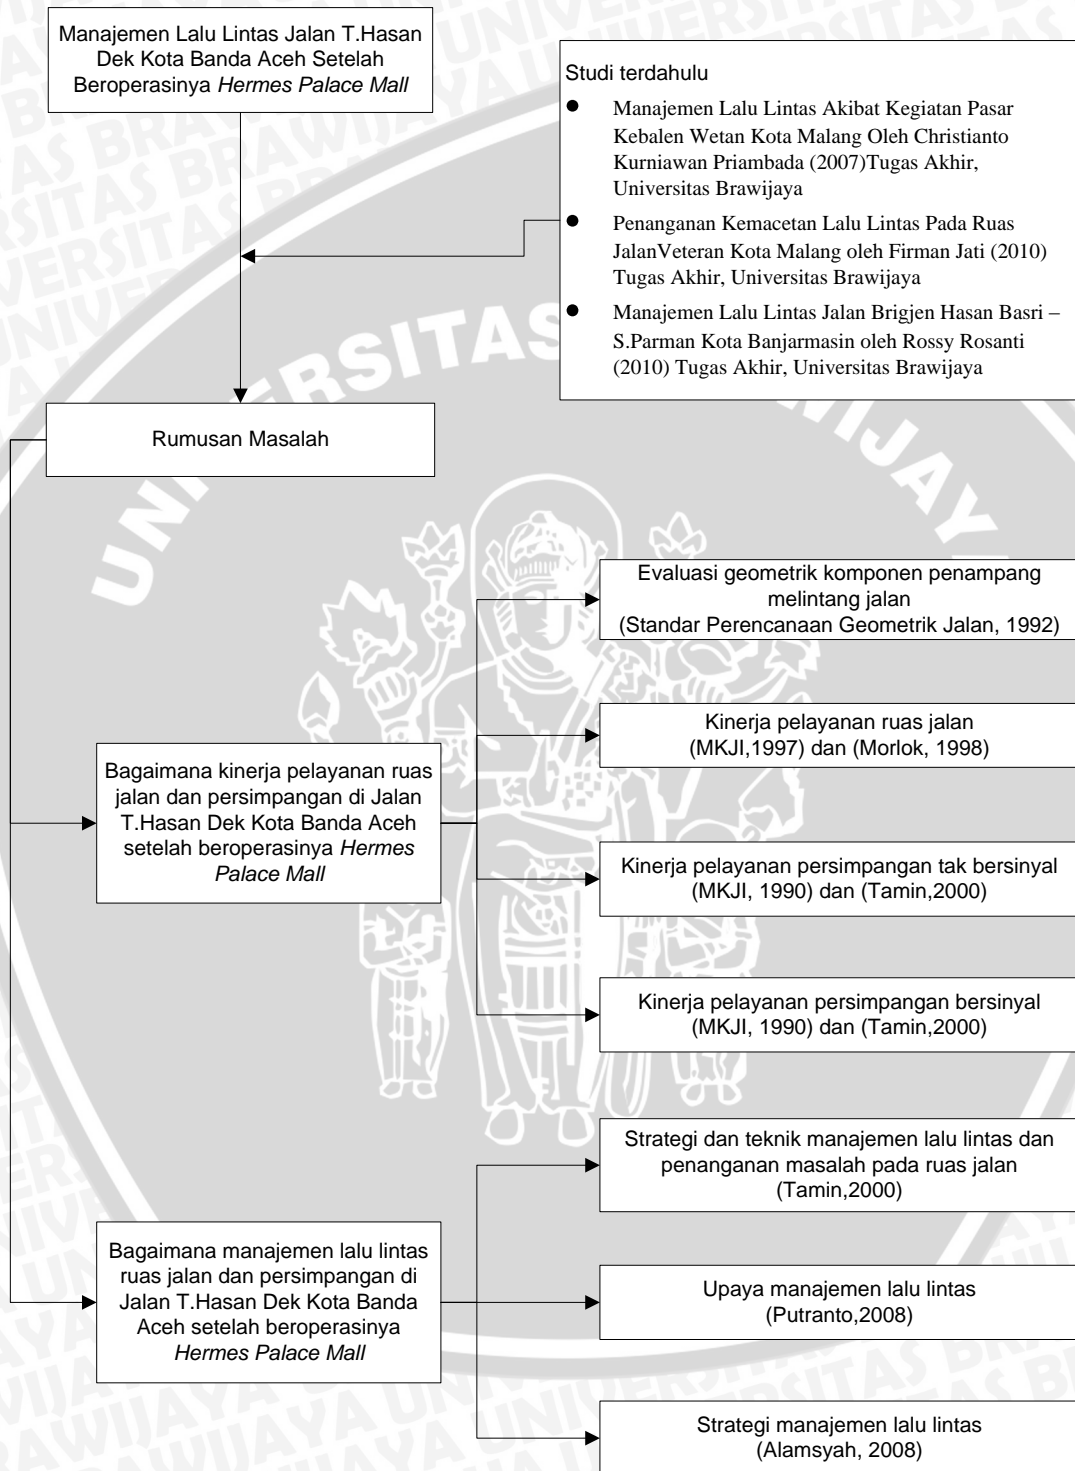 Manajemen Lalu Lintas Jalan T.Hasan
Dek Kota Banda Aceh Setelah
Beroperasinya Hermes Palace Mall
Studi terdahulu
● Manajemen Lalu Lintas Akibat Kegiatan Pasar
Kebalen Wetan Kota Malang Oleh Christianto
Kurniawan Priambada (2007)Tugas Akhir,
Universitas Brawijaya
● Penanganan Kemacetan Lalu Lintas Pada Ruas
JalanVeteran Kota Malang oleh Firman Jati (2010)
Tugas Akhir, Universitas Brawijaya
● Manajemen Lalu Lintas Jalan Brigjen Hasan Basri –
S.Parman Kota Banjarmasin oleh Rossy Rosanti
(2010) Tugas Akhir, Universitas Brawijaya
Rumusan Masalah
Evaluasi geometrik komponen penampang
melintang jalan
(Standar Perencanaan Geometrik Jalan, 1992)
Kinerja pelayanan ruas jalan
(MKJI,1997) dan (Morlok, 1998)
Bagaimana kinerja pelayanan ruas
jalan dan persimpangan di Jalan
T.Hasan Dek Kota Banda Aceh
setelah beroperasinya Hermes
Palace Mall
Kinerja pelayanan persimpangan tak bersinyal
(MKJI, 1990) dan (Tamin,2000)
Kinerja pelayanan persimpangan bersinyal
(MKJI, 1990) dan (Tamin,2000)
Strategi dan teknik manajemen lalu lintas dan
penanganan masalah pada ruas jalan
(Tamin,2000)
Bagaimana manajemen lalu lintas
ruas jalan dan persimpangan di
Jalan T.Hasan Dek Kota Banda
Aceh setelah beroperasinya
Hermes Palace Mall
Upaya manajemen lalu lintas
(Putranto,2008)
Strategi manajemen lalu lintas
(Alamsyah, 2008)